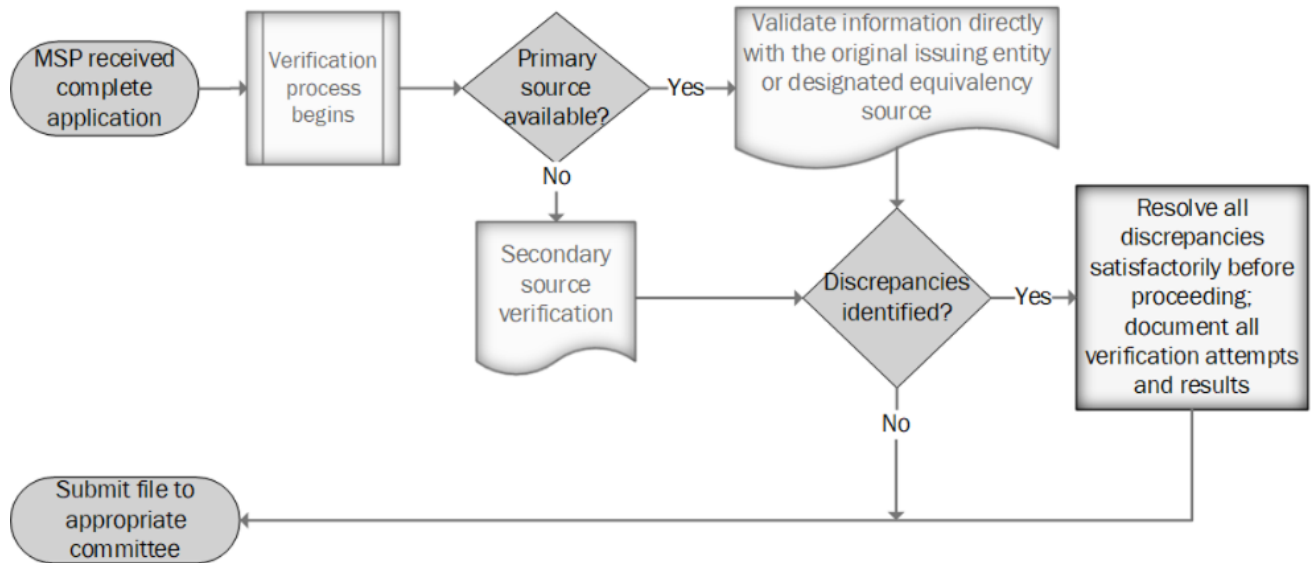 MSP received
complete
application
Verification
process
begins
Primary
source
available?
Yes
Validate information directly
with the original issuing entity
or designated equivalency
source
No
Secondary
source
verification
Discrepancies
identified?
Yes
Resolve all
discrepancies
satisfactorily before
proceeding;
document all
verification attempts
and results
No
Submit file to
appropriate
committee